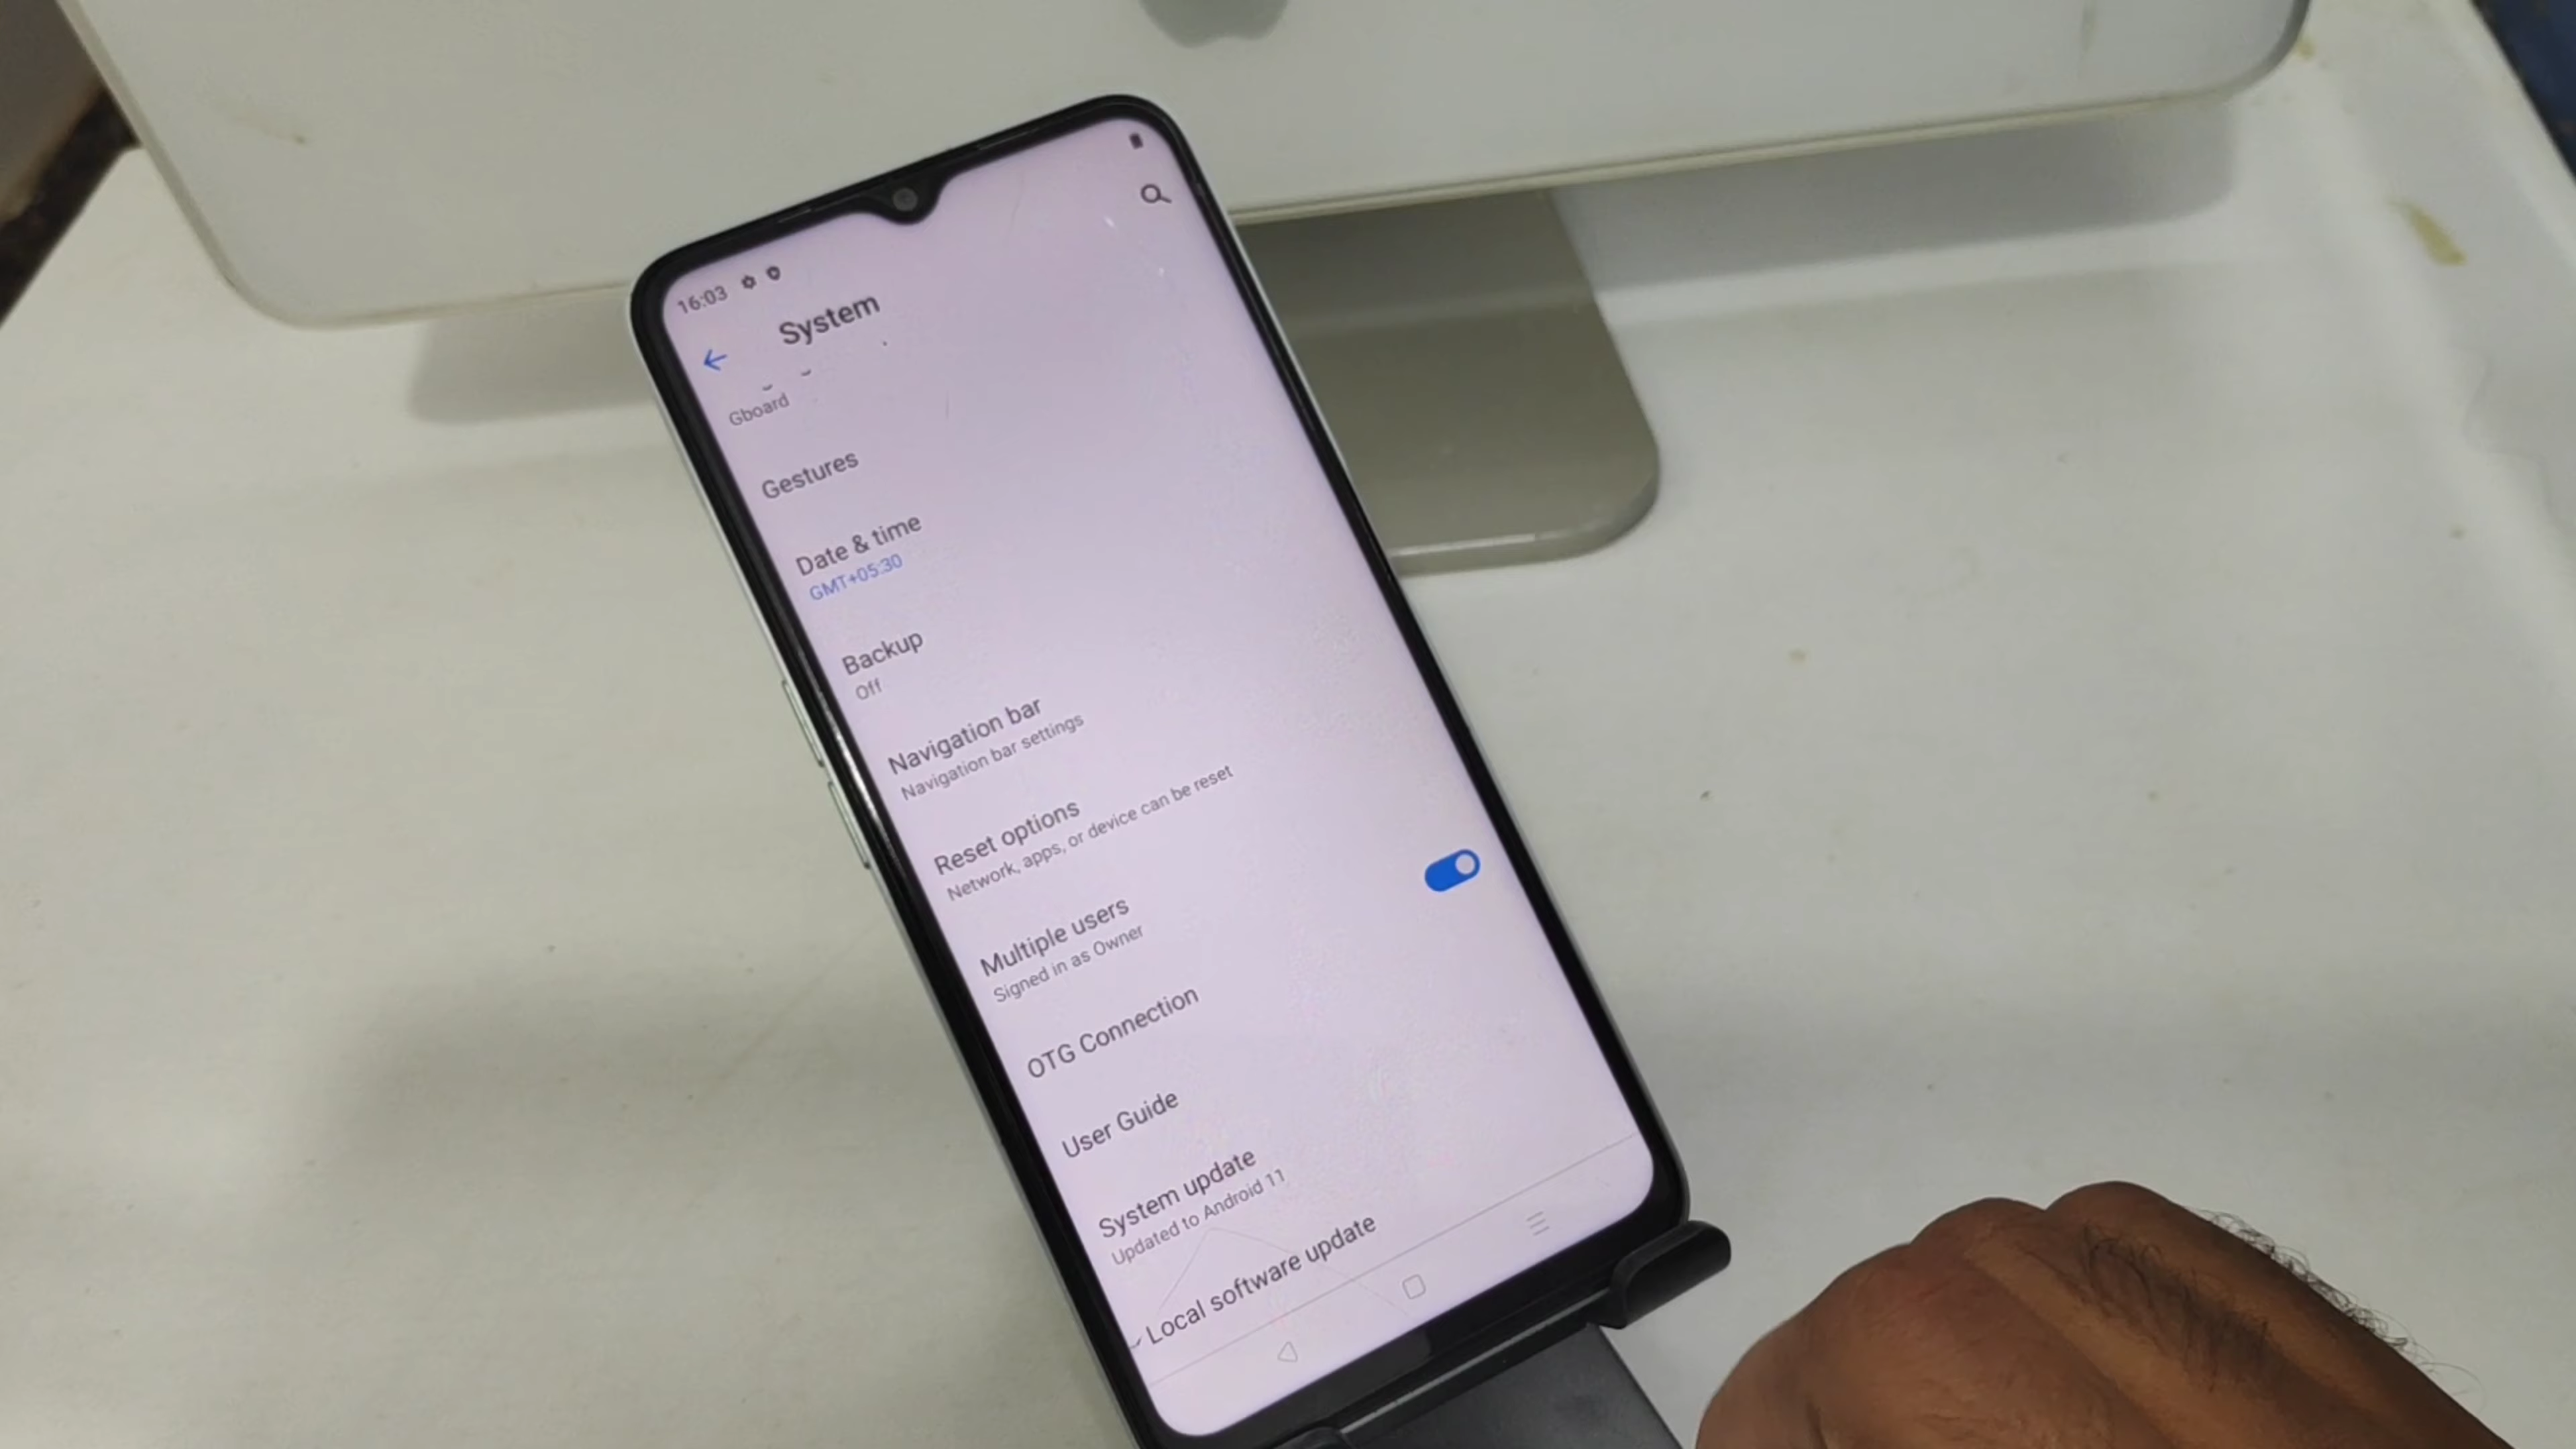 16:03
System
Gboard
Gestures
Date & time
GMT+05:30
Backup
Off
Navigation bar
Navigation bar settings
Reset options
Network, apps, or device can be reset
Multiple users
Signed in as Owner
OTG Connection
User Guide
System update
Updated to Android 11
Local software update